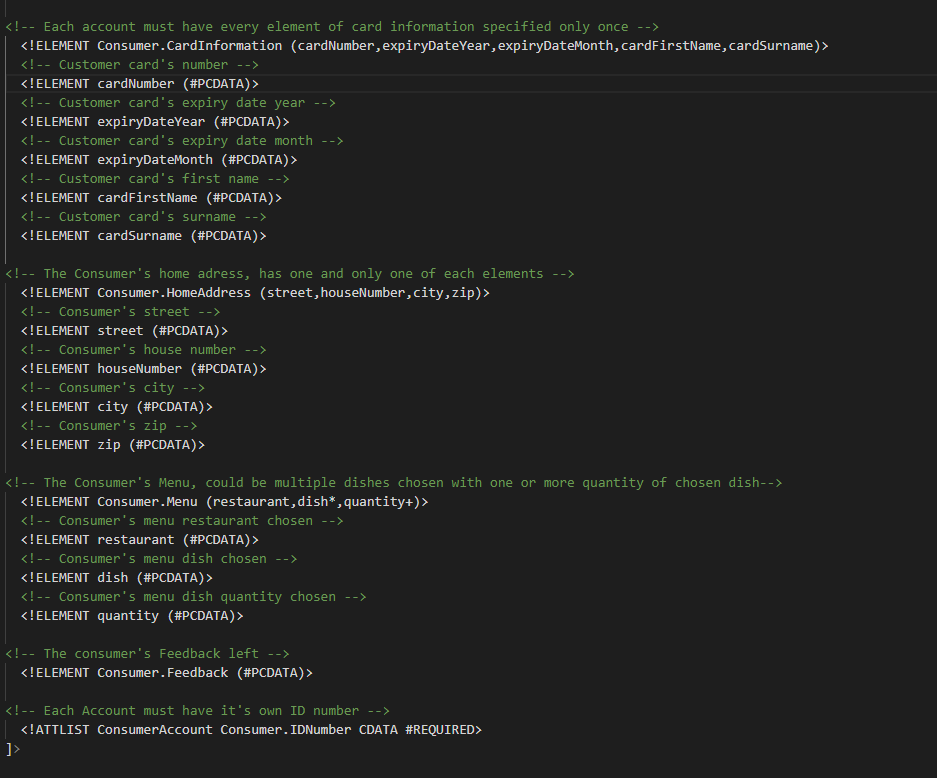 <!-- Each account must have every element of card information specified only once -->
<!ELEMENT Consumer.CardInformation (cardNumber,expiryDateYear,expiryDateMonth,cardFirstName,cardSurname)>
<!-- Customer card's number -->
<!ELEMENT cardNumber (#PCDATA)>
<!-- Customer card's expiry date year -->
<!ELEMENT expiryDateYear (#PCDATA)>
<!-- Customer card's expiry date month -->
<!ELEMENT expiryDateMonth (#PCDATA)>
<!-- Customer card's first name -->
<!ELEMENT cardFirstName (#PCDATA)>
<!-- Customer card's surname -->
<!ELEMENT cardSurname (#PCDATA)>
<!-- The Consumer's home adress, has one and only one of each elements -->
<!ELEMENT Consumer.HomeAddress (street,houseNumber,city,zip)>
<!-- Consumer's street -->
<!ELEMENT street (#PCDATA)>
<!-- Consumer's house number -->
<!ELEMENT houseNumber (#PCDATA)>
<!-- Consumer's city -->
<!ELEMENT city (#PCDATA)>
<!-- Consumer's zip -->
<!ELEMENT zip (#PCDATA)>
<!-- The Consumer's Menu, could be multiple dishes chosen with one or more quantity of chosen dish-->
<!ELEMENT Consumer.Menu (restaurant,dish*,quantity+)>
<!-- Consumer's menu restaurant chosen -->
<!ELEMENT restaurant (#PCDATA)>
<!-- Consumer's menu dish chosen -->
<!ELEMENT dish (#PCDATA)>
<!-- Consumer's menu dish quantity chosen -->
<!ELEMENT quantity (#PCDATA)>
<!-- The consumer's Feedback left -->
<!ELEMENT Consumer.Feedback (#PCDATA)>
<!-- Each Account must have it's own ID number -->
<!ATTLIST ConsumerAccount Consumer.IDNumber CDATA #REQUIRED>
]>